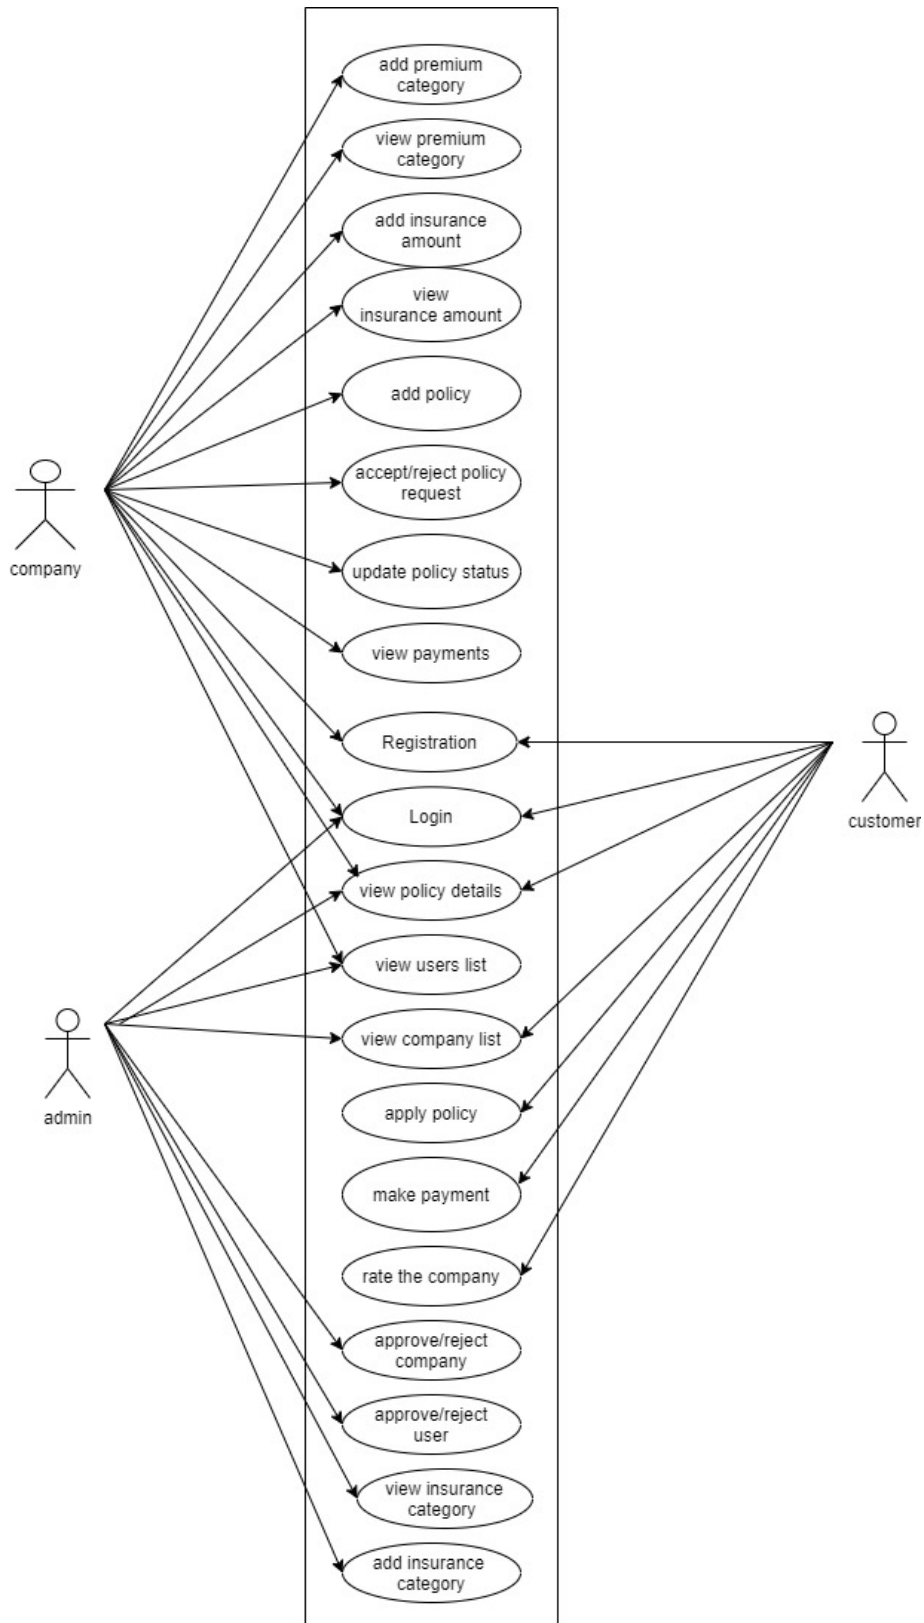 add premium
category
view premium
category
add insurance
amount
view
insurance amount
add policy
accept/reject policy
request
company
update policy status
view payments
Registration
Login
customer
view policy details
view users list
view company list
admin
apply policy
make payment
rate the company
approve/reject
company
approve/reject
user
view insurance
category
add insurance
category